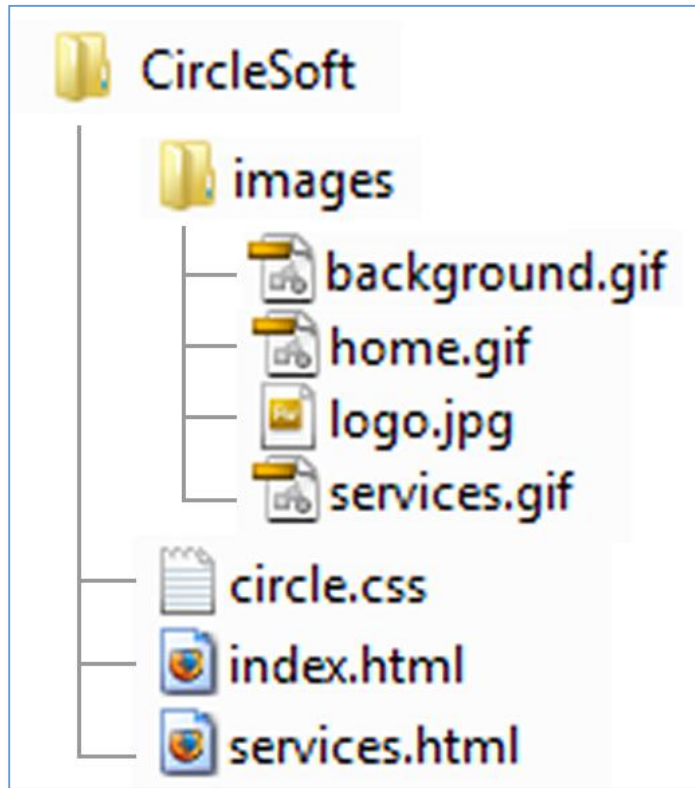 CircleSoft
images
background.gif
home.gif
logo.jpg
services.gif
circle.css
index.html
services.html